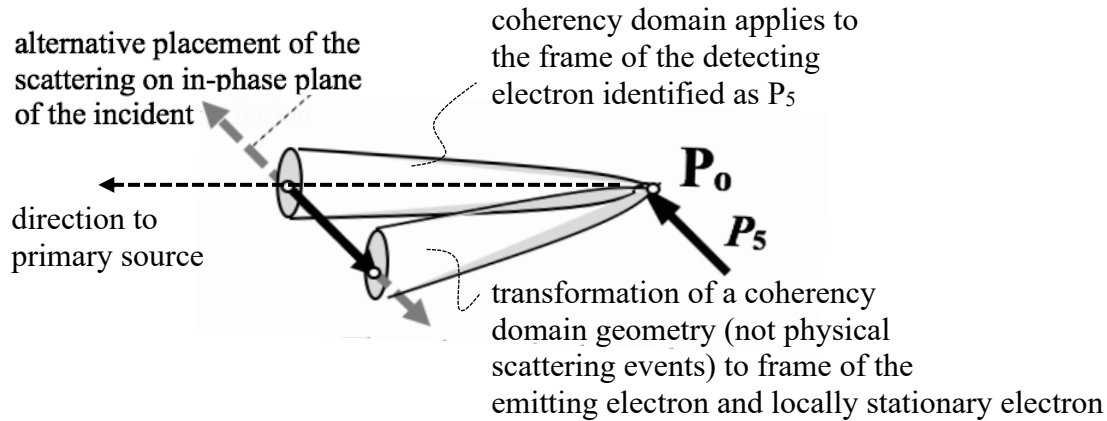 coherency domain applies to
the frame of the detecting
electron identified as P₅
alternative placement of the
scattering on in-phase plane
of the incident
P₀
P₅
direction to
primary source
transformation of a coherency
domain geometry (not physical
scattering events) to frame of the
emitting electron and locally stationary electron